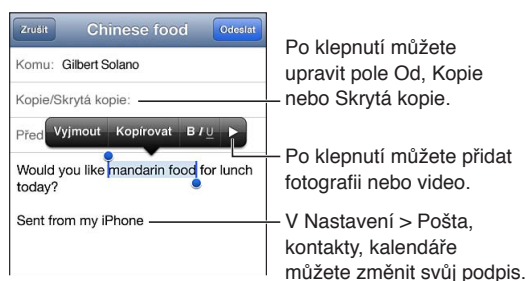 Zrušit Chinese food Odeslat
Komu: Gilbert Solano
Kopie/Skrytá kopie:
Před
Vyjmout Kopírovat B I U
Would you like mandarin food for lunch
today?
Sent from my iPhone
Po klepnutí můžete
upravit pole Od, Kopie
nebo Skrytá kopie.
Po klepnutí můžete přidat
fotografii nebo video.
V Nastavení > Pošta,
kontakty, kalendáře
můžete změnit svůj podpis.